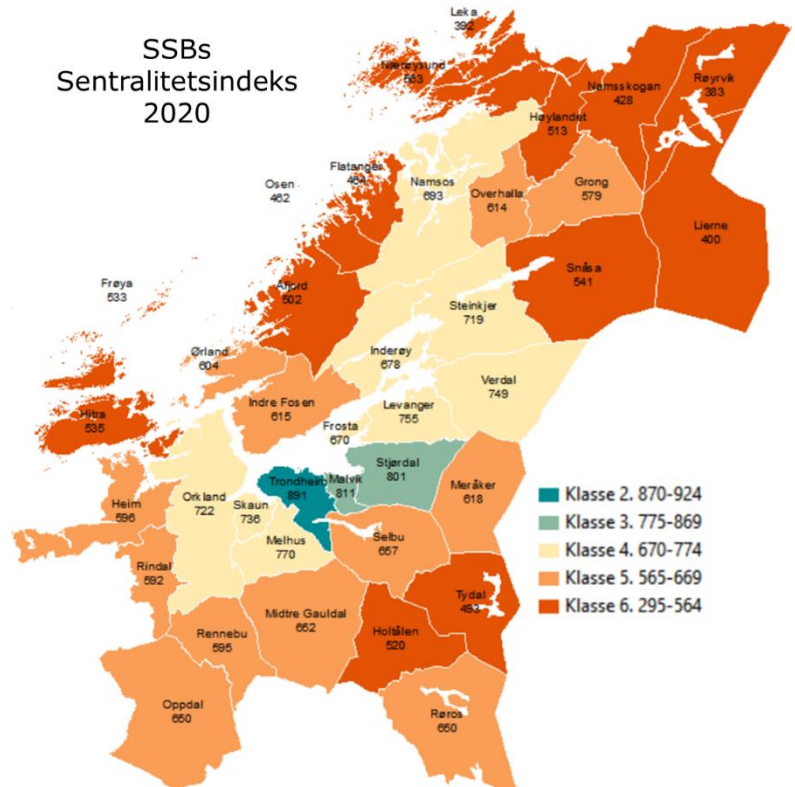 SSBs
Sentralitetsindeks
2020
Leka
392
Nærøysund
563
Namsskogan
428
Røyrvik
383
Høylandet
513
Flatanger
464
Osen
462
Namsos
693
Overhalla
614
Grong
579
Lierne
400
Snåsa
541
Frøya
533
Åfjord
502
Steinkjer
719
Ørland
604
Inderøy
678
Verdal
749
Indre Fosen
615
Levanger
755
Hitra
535
Frosta
670
Stjørdal
801
Trondheim
891
Malvik
811
Meråker
618
Heim
596
Orkland
722
Skaun
736
Melhus
770
Selbu
657
Rindal
592
Tydal
493
Midtre Gauldal
652
Rennebu
595
Holtålen
520
Oppdal
650
Røros
650
Klasse 2. 870-924
Klasse 3. 775-869
Klasse 4. 670-774
Klasse 5. 565-669
Klasse 6. 295-564